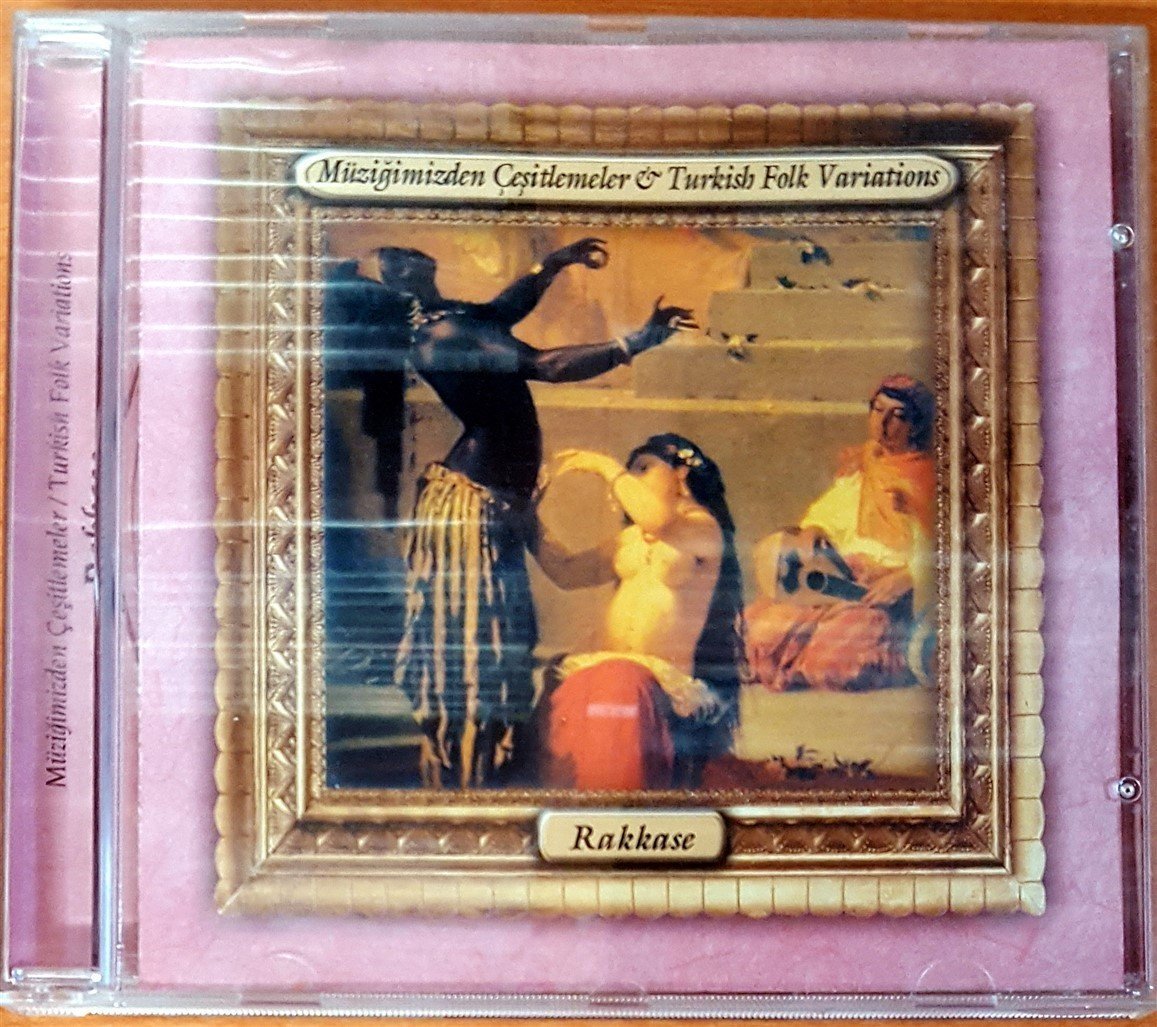 Müziğimizden Çeşitlemeler & Turkish Folk Variations
Rakkase
Müziğimizden Çeşitlemeler / Turkish Folk Variations